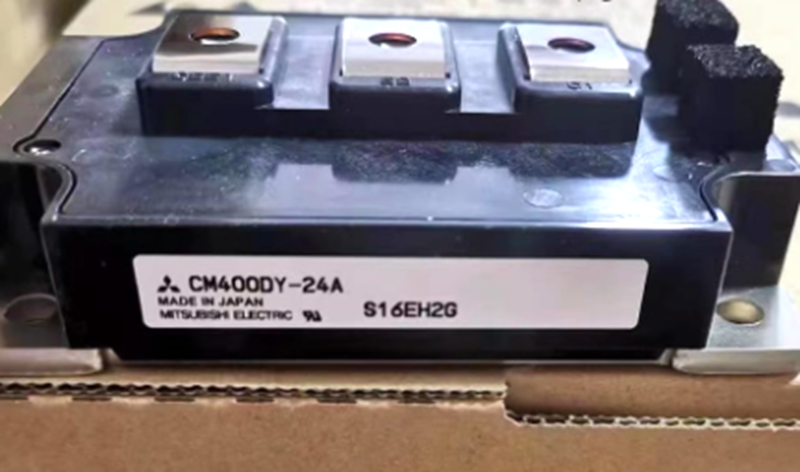 CM400DY-24A
MADE IN JAPAN
MITSUBISHI ELECTRIC
S16EH2G